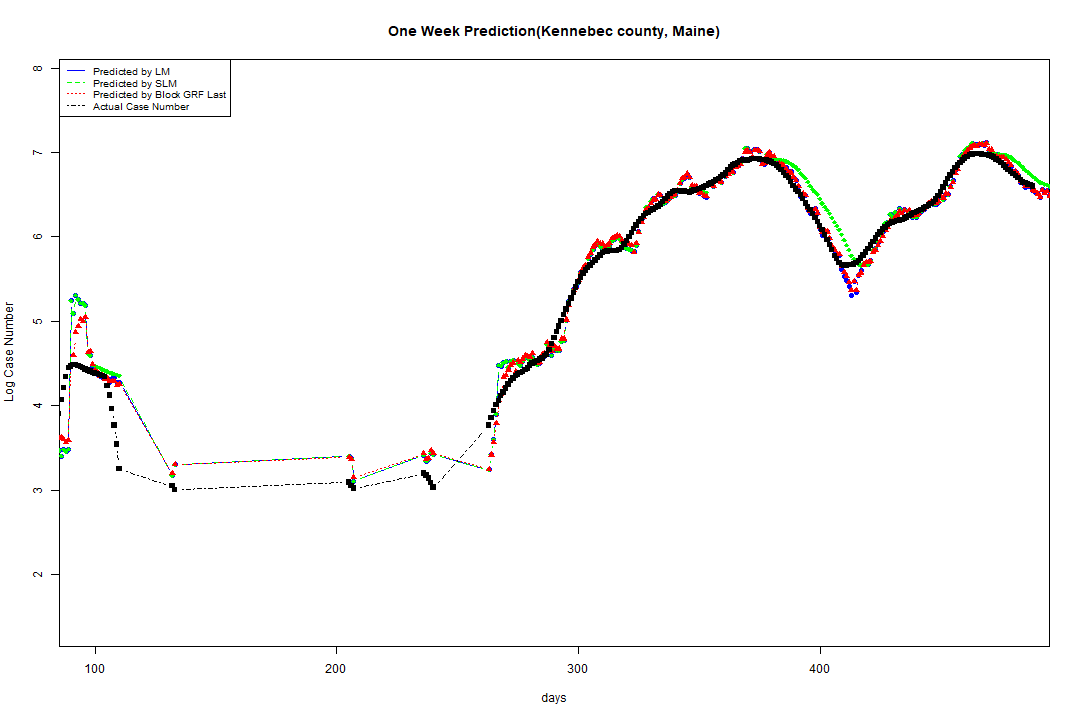 One Week Prediction(Kennebec county, Maine)
Predicted by LM
Predicted by SLM
Predicted by Block GRF Last
Actual Case Number
8
7
6
5
4
3
2
Log Case Number
100 200 300 400
days